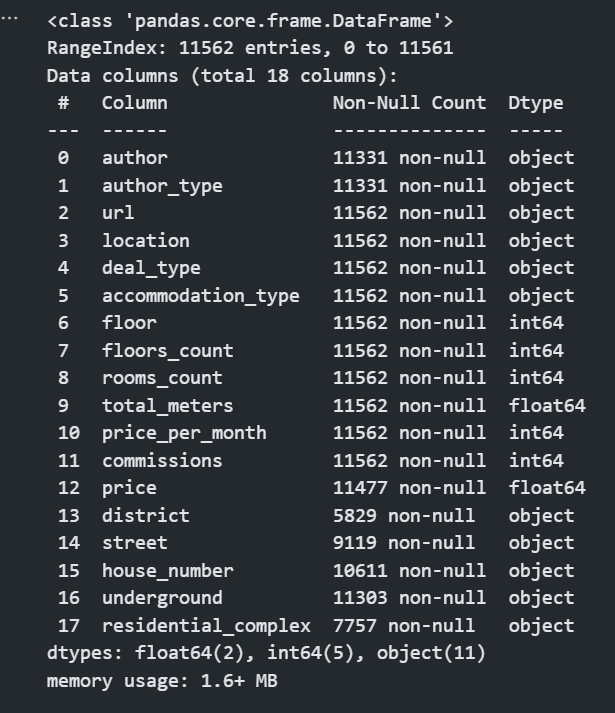 ...
<class 'pandas.core.frame.DataFrame'>
RangeIndex: 11562 entries, 0 to 11561
Data columns (total 18 columns):
 #   Column               Non-Null Count  Dtype
---  ------               --------------  -----
 0   author               11331 non-null  object
 1   author_type          11331 non-null  object
 2   url                  11562 non-null  object
 3   location             11562 non-null  object
 4   deal_type            11562 non-null  object
 5   accommodation_type   11562 non-null  object
 6   floor                11562 non-null  int64
 7   floors_count         11562 non-null  int64
 8   rooms_count          11562 non-null  int64
 9   total_meters         11562 non-null  float64
 10  price_per_month      11562 non-null  int64
 11  commissions          11562 non-null  int64
 12  price                11477 non-null  float64
 13  district             5829 non-null   object
 14  street               9119 non-null   object
 15  house_number         10611 non-null  object
 16  underground          11303 non-null  object
 17  residential_complex  7757 non-null   object
dtypes: float64(2), int64(5), object(11)
memory usage: 1.6+ MB